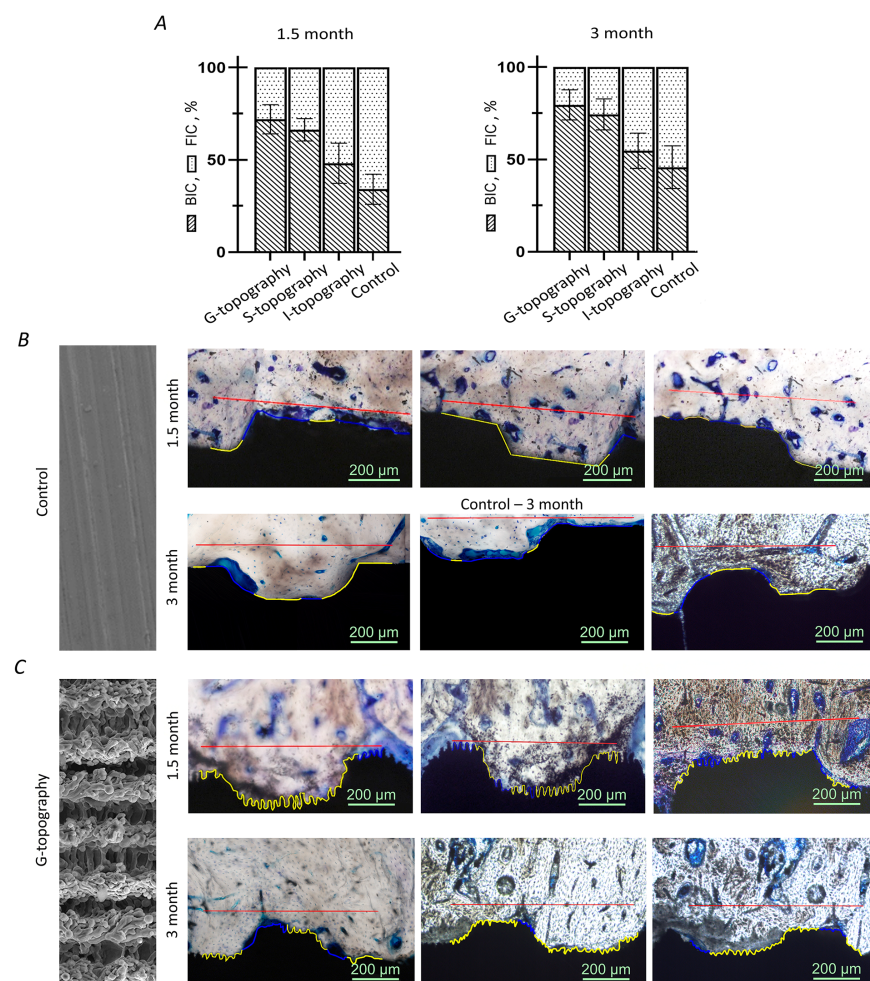 A
1.5 month
3 month
100
50
0
BIC, FIC, %
G-topography
S-topography
I-topography
Control
100
50
0
BIC, FIC, %
G-topography
S-topography
I-topography
Control
B
Control
1.5 month
200 µm
200 µm
200 µm
3 month
Control – 3 month
200 µm
200 µm
200 µm
C
G-topography
1.5 month
200 µm
200 µm
200 µm
3 month
200 µm
200 µm
200 µm